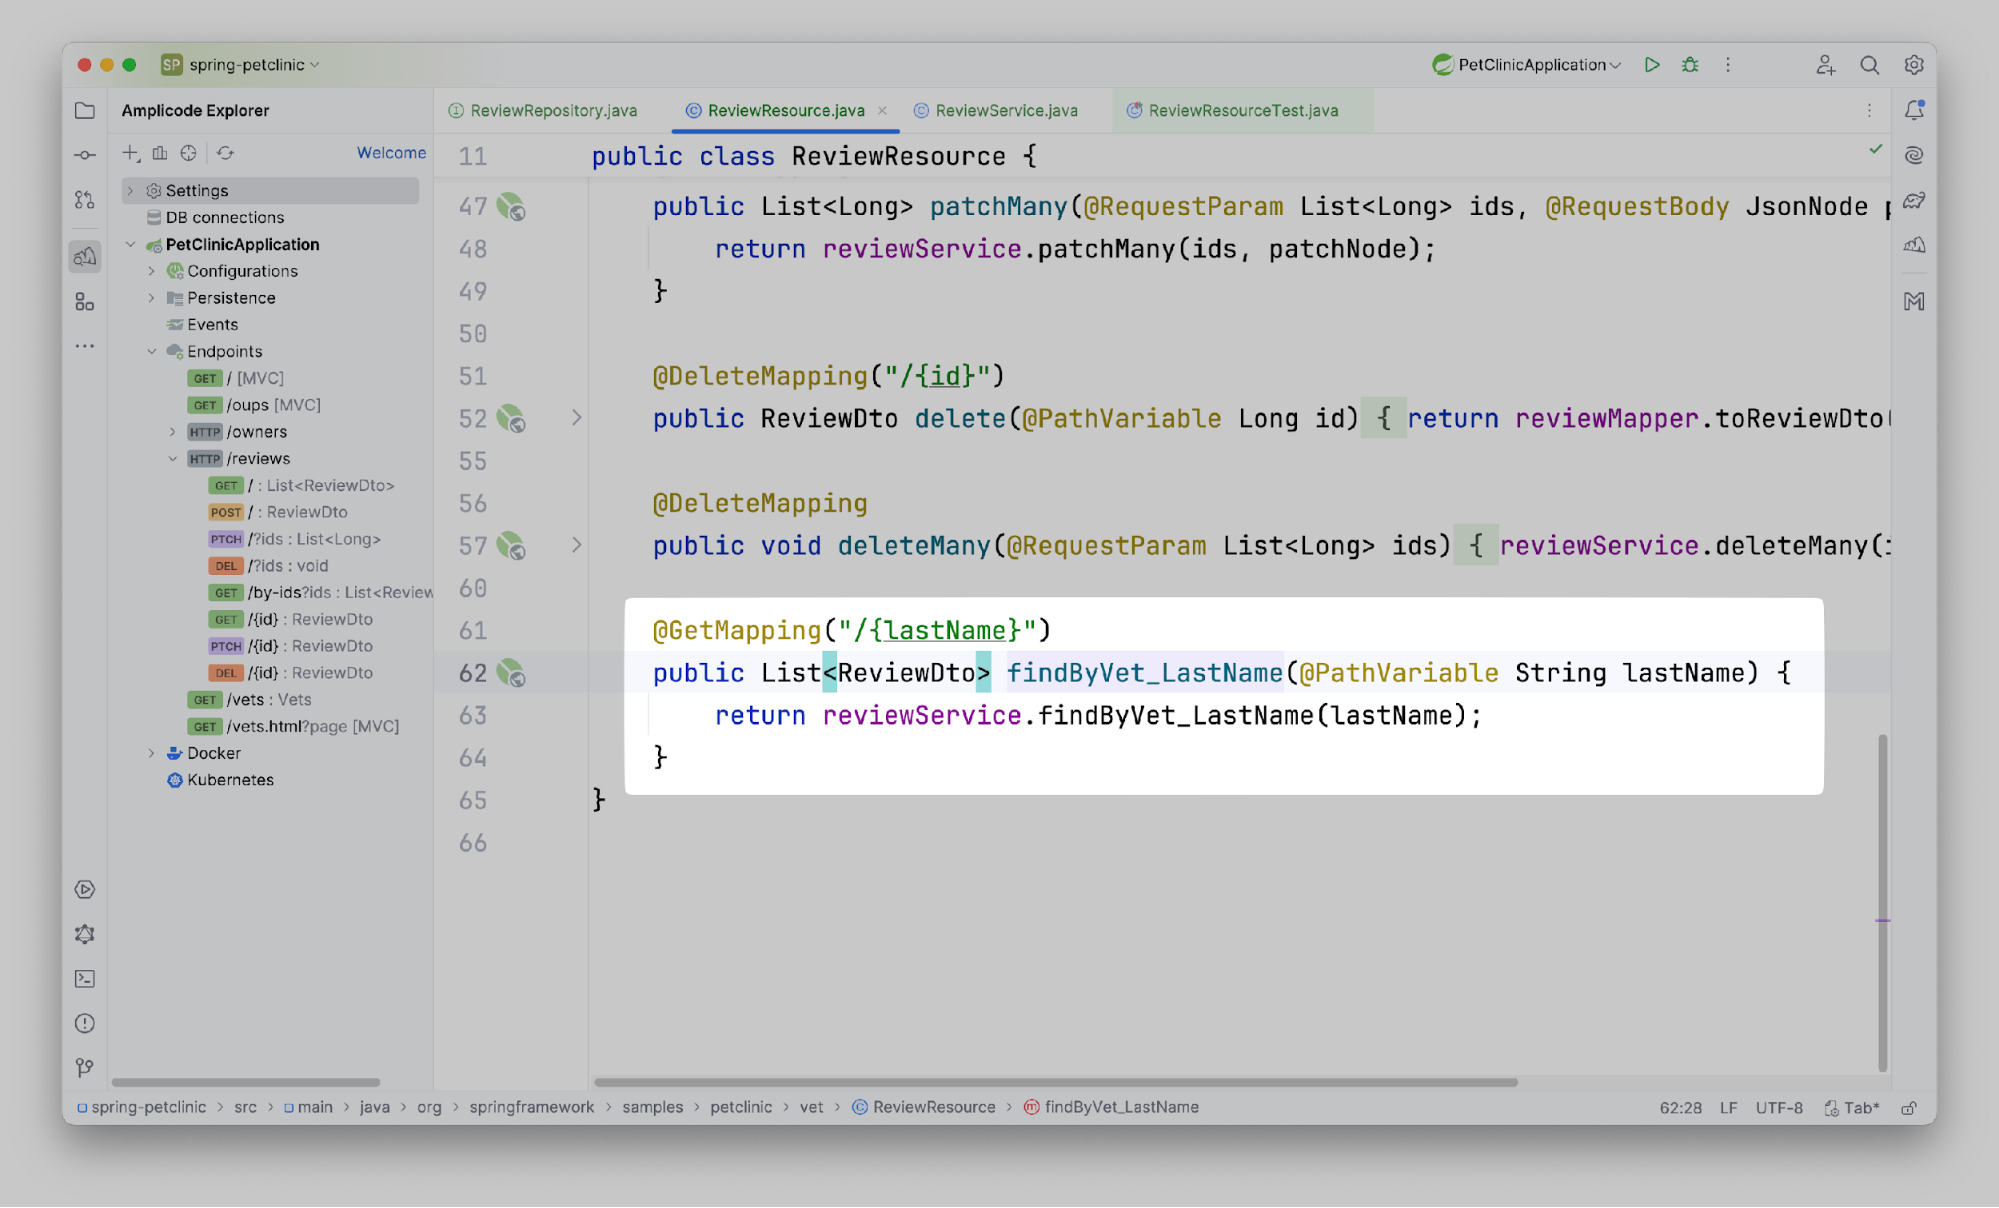 SP spring-petclinic
PetClinicApplication
Amplicode Explorer
ReviewRepository.java
ReviewResource.java
ReviewService.java
ReviewResourceTest.java
Welcome
Settings
DB connections
PetClinicApplication
Configurations
Persistence
Events
Endpoints
GET / [MVC]
GET /oups [MVC]
HTTP /owners
HTTP /reviews
GET / : List<ReviewDto>
POST / : ReviewDto
PTCH /?ids : List<Long>
DEL /?ids : void
GET /by-ids?ids : List<Review
GET /{id} : ReviewDto
PTCH /{id} : ReviewDto
DEL /{id} : ReviewDto
GET /vets : Vets
GET /vets.html?page [MVC]
Docker
Kubernetes
11 public class ReviewResource {
47 public List<Long> patchMany(@RequestParam List<Long> ids, @RequestBody JsonNode p
48 return reviewService.patchMany(ids, patchNode);
49 }
50
51 @DeleteMapping("/{id}")
52 public ReviewDto delete(@PathVariable Long id) { return reviewMapper.toReviewDto(
55
56 @DeleteMapping
57 public void deleteMany(@RequestParam List<Long> ids) { reviewService.deleteMany(i
60
61 @GetMapping("/{lastName}")
62 public List<ReviewDto> findByVet_LastName(@PathVariable String lastName) {
63 return reviewService.findByVet_LastName(lastName);
64 }
65 }
66
spring-petclinic > src > main > java > org > springframework > samples > petclinic > vet > ReviewResource > findByVet_LastName
62:28 LF UTF-8 Tab*